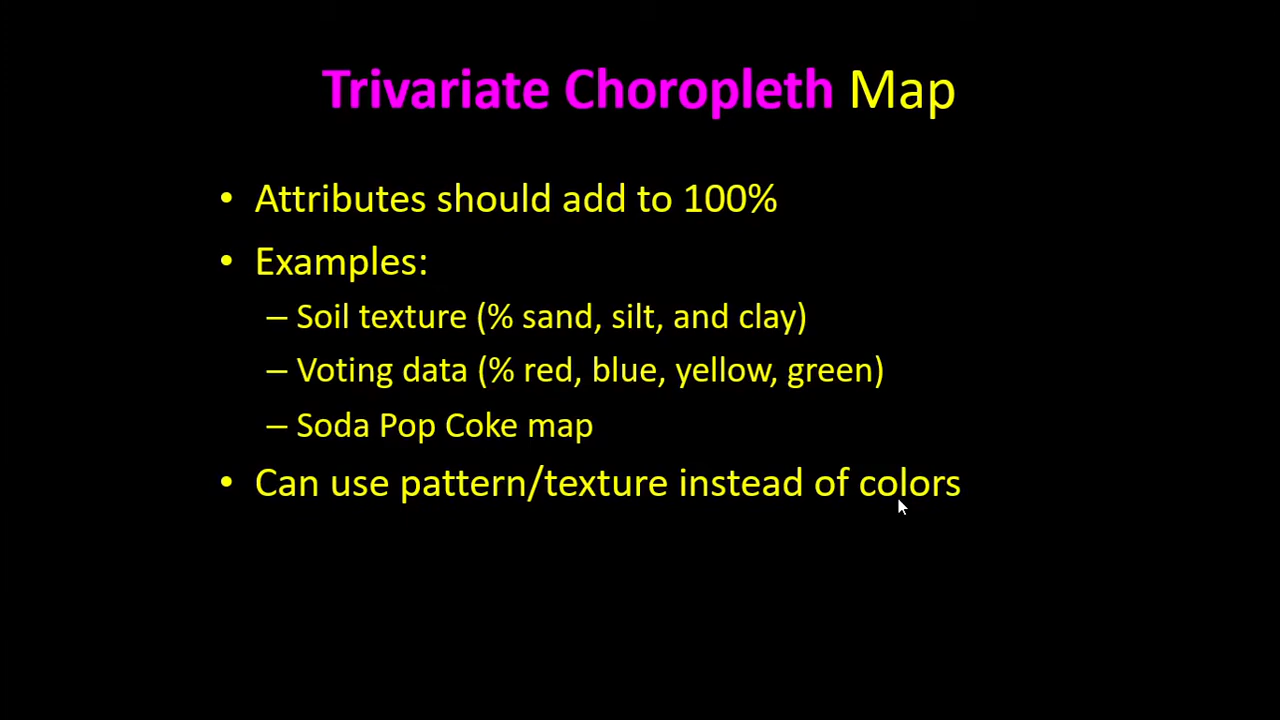 Trivariate Choropleth Map
• Attributes should add to 100%
• Examples:
– Soil texture (% sand, silt, and clay)
– Voting data (% red, blue, yellow, green)
– Soda Pop Coke map
• Can use pattern/texture instead of colors